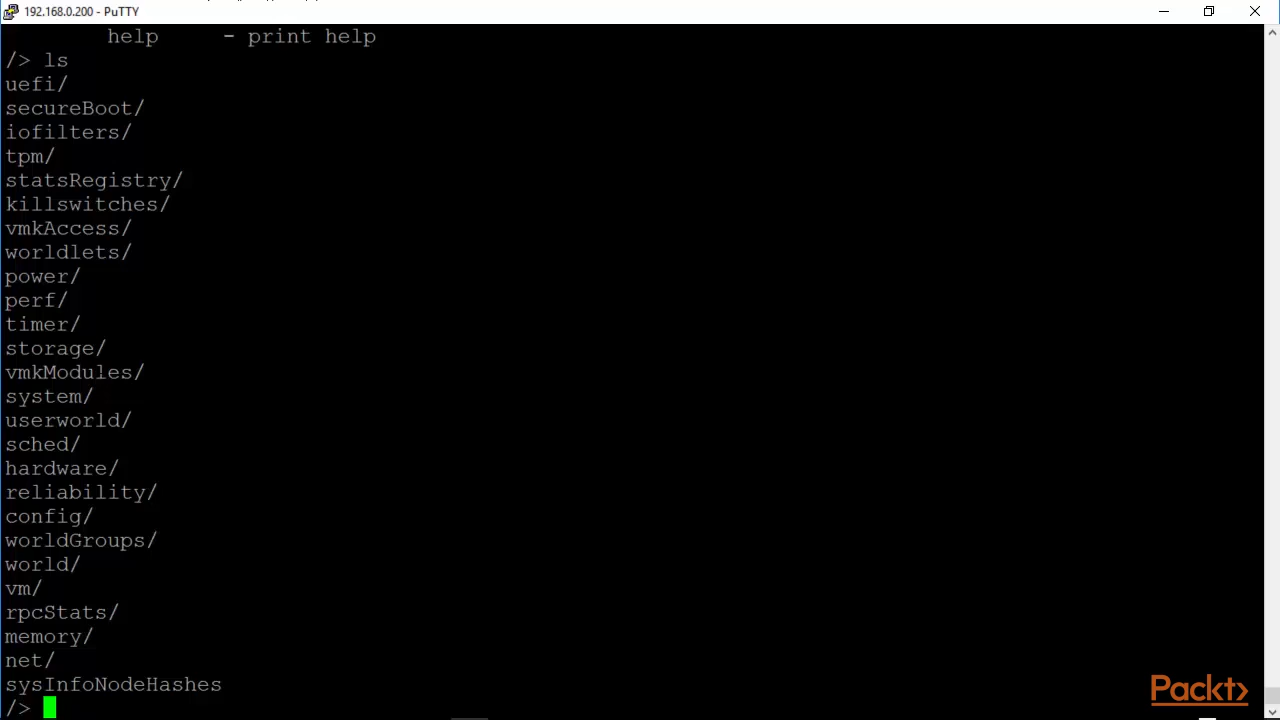 192.168.0.200 - PuTTY
help - print help
/> ls
uefi/
secureBoot/
iofilters/
tpm/
statsRegistry/
killswitches/
vmkAccess/
worldlets/
power/
perf/
timer/
storage/
vmkModules/
system/
userworld/
sched/
hardware/
reliability/
config/
worldGroups/
world/
vm/
rpcStats/
memory/
net/
sysInfoNodeHashes
/>
Packt>